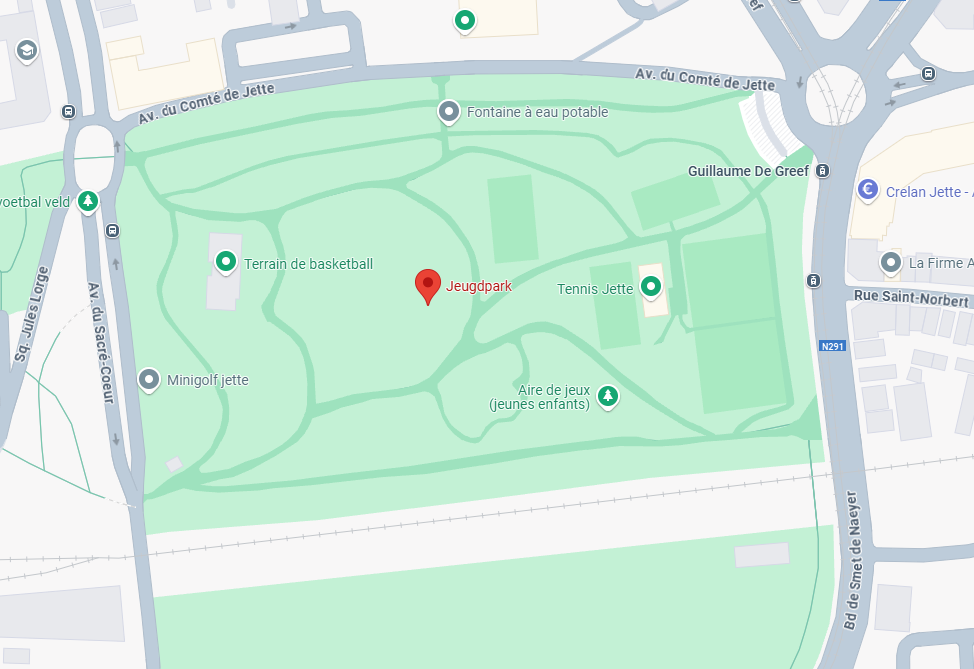 ef
Av. du Comté de Jette
Av. du Comté de Jette
Fontaine à eau potable
Guillaume De Greef
Crelan Jette - A
voetbal veld
Terrain de basketball
La Firme A
Jeugdpark
Tennis Jette
Rue Saint-Norbert
Sq. Jules Lorge
Av. du Sacré-Coeur
N291
Minigolf jette
Aire de jeux
(jeunes enfants)
Bd de Smet de Naeyer